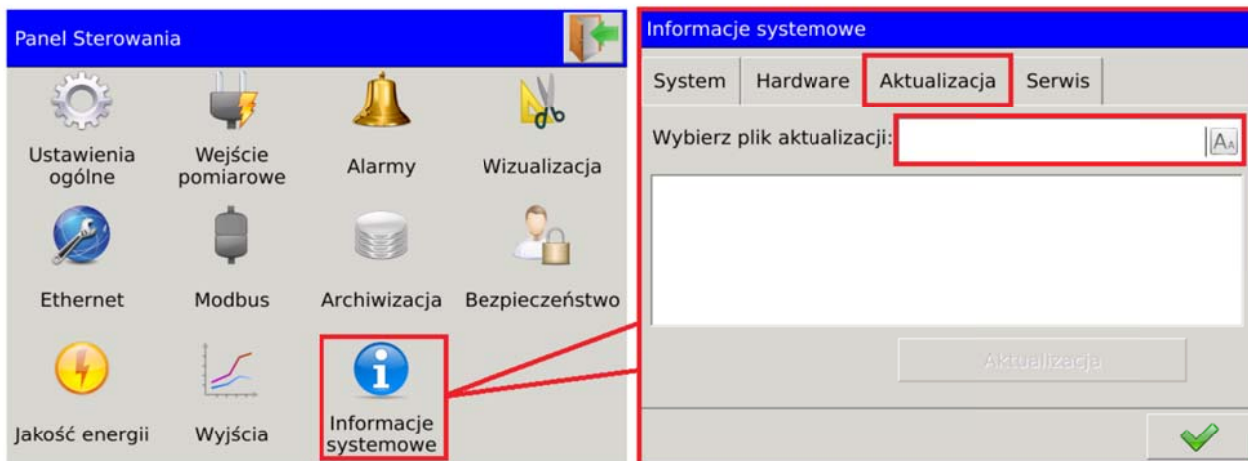 Panel Sterowania
Ustawienia
ogólne
Wejście
pomiarowe
Alarmy
Wizualizacja
Ethernet
Modbus
Archiwizacja
Bezpieczeństwo
Jakość energii
Wyjścia
Informacje
systemowe
Informacje systemowe
System
Hardware
Aktualizacja
Serwis
Wybierz plik aktualizacji:
AA
Aktualizacja